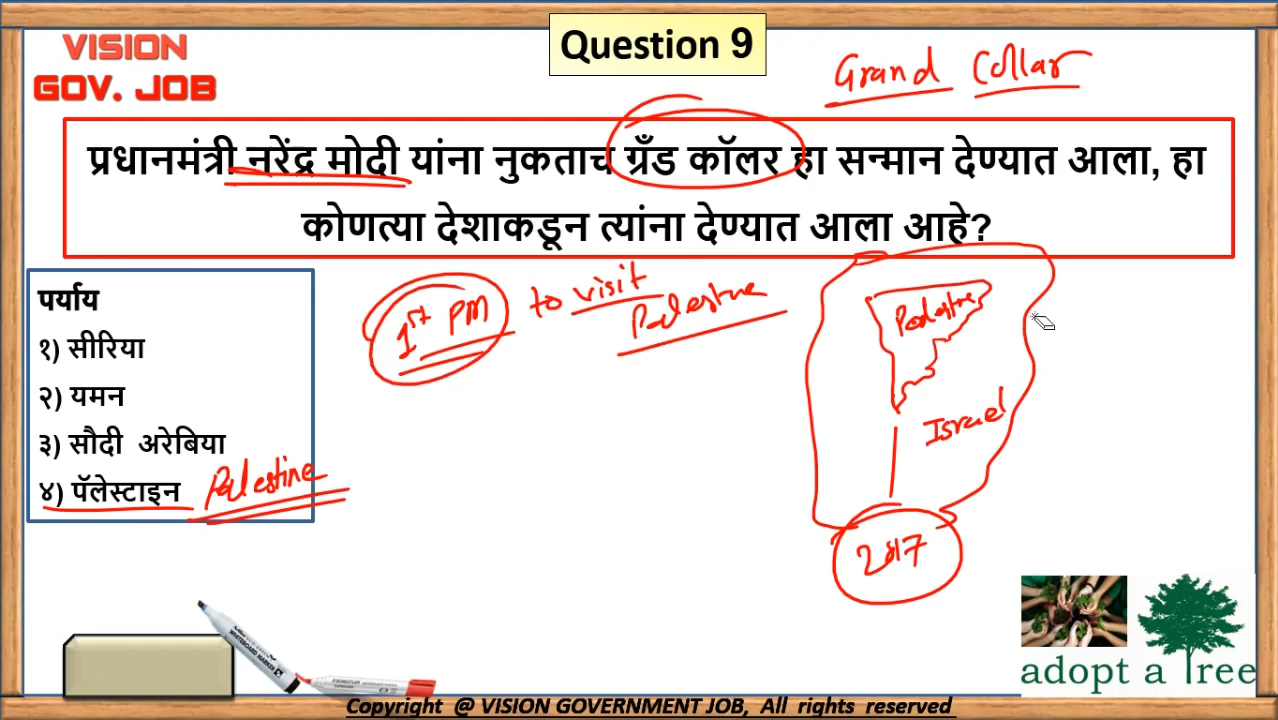 VISION
GOV. JOB
Question 9
Grand Collar
प्रधानमंत्री नरेंद्र मोदी यांना नुकताच ग्रँड कॉलर हा सन्मान देण्यात आला, हा
कोणत्या देशाकडून त्यांना देण्यात आला आहे?
पर्याय
१) सीरिया
२) यमन
३) सौदी अरेबिया
४) पॅलेस्टाइन Palestine
1st PM to visit
Palestine
Palestine
Israel
2017
adopt a Tree
Copyright @ VISION GOVERNMENT JOB, All rights reserved